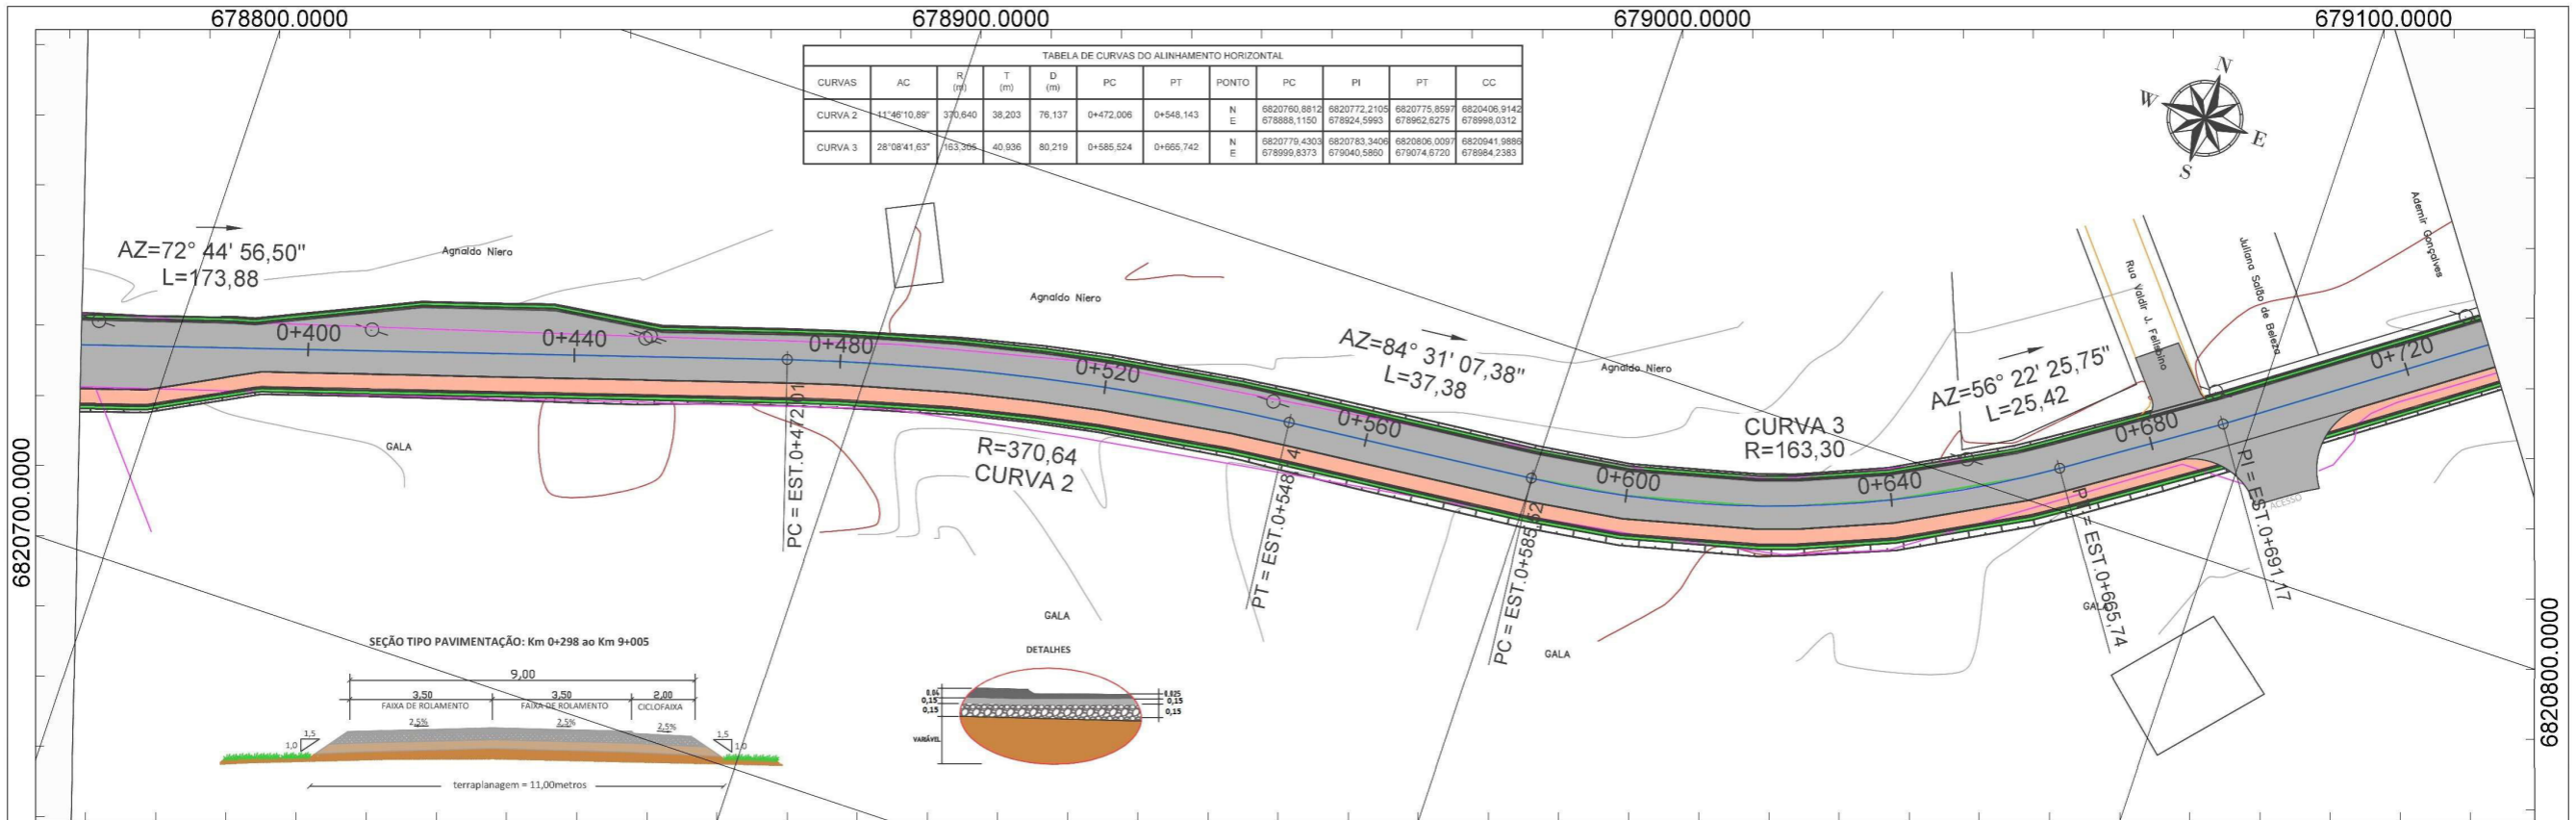 678800.0000
678900.0000
679000.0000
679100.0000
TABELA DE CURVAS DO ALINHAMENTO HORIZONTAL
CURVAS AC R (m) T (m) D (m) PC PT PONTO PC PI PT CC
CURVA 2 11°46'10,89" 370,640 38,203 76,137 0+472,006 0+548,143 N 6820760,8812 6820772,2105 6820775,8597 6820406,9142
E 678888,1150 678924,5993 678962,6275 678998,0312
CURVA 3 28°08'41,63" 163,305 40,936 80,219 0+585,524 0+665,742 N 6820779,4303 6820783,3406 6820806,0097 6820941,9886
E 678999,8373 679040,5860 679074,6720 678984,2383
N
W
E
S
AZ=72° 44' 56,50"
L=173,88
Agnaldo Niero
Agnaldo Niero
AZ=84° 31' 07,38"
L=37,38
Agnaldo Niero
CURVA 3
R=163,30
AZ=56° 22' 25,75"
L=25,42
Rua Valdir J. Felisbino
Juliana Salão de Beleza
Ademir Gonçalves
0+400
0+440
0+480
0+520
0+560
0+600
0+640
0+680
0+720
GALA
R=370,64
CURVA 2
PC = EST.0+472,01
PT = EST.0+548,14
PC = EST.0+585,52
= EST.0+665,74
PI = EST.0+691,17
ACESSO
GALA
GALA
GALA
6820700.0000
6820800.0000
SEÇÃO TIPO PAVIMENTAÇÃO: Km 0+298 ao Km 9+005
9,00
3,50 3,50 2,00
FAIXA DE ROLAMENTO FAIXA DE ROLAMENTO CICLOFAIXA
2,5% 2,5% 2,5%
1,5 1,5
1,0 1,0
terraplanagem = 11,00metros
DETALHES
0,04 0,025
0,15 0,15
0,15 0,15
VARIÁVEL